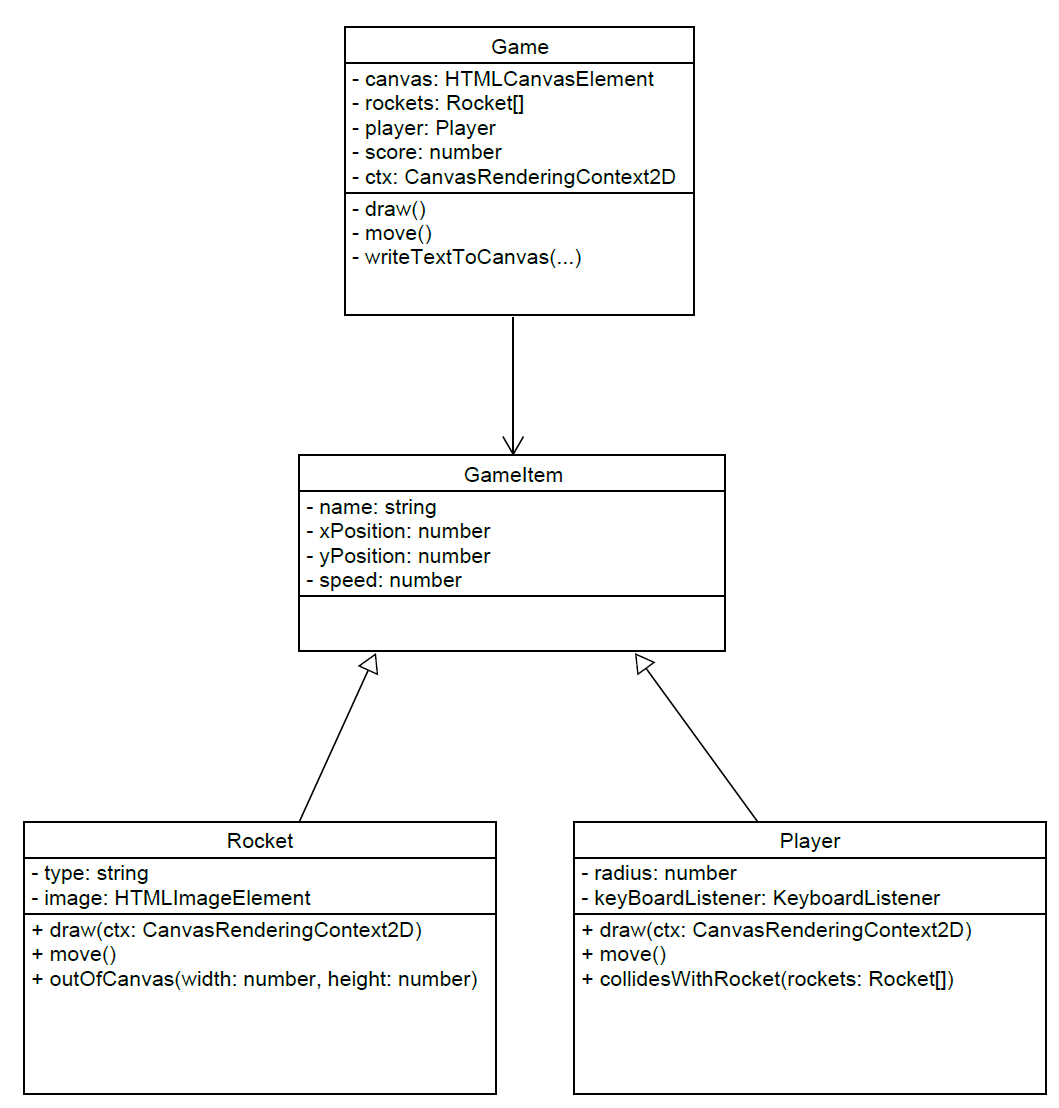 Game
- canvas: HTMLCanvasElement
- rockets: Rocket[]
- player: Player
- score: number
- ctx: CanvasRenderingContext2D
- draw()
- move()
- writeTextToCanvas(...)
GameItem
- name: string
- xPosition: number
- yPosition: number
- speed: number
Rocket
- type: string
- image: HTMLImageElement
+ draw(ctx: CanvasRenderingContext2D)
+ move()
+ outOfCanvas(width: number, height: number)
Player
- radius: number
- keyBoardListener: KeyboardListener
+ draw(ctx: CanvasRenderingContext2D)
+ move()
+ collidesWithRocket(rockets: Rocket[])